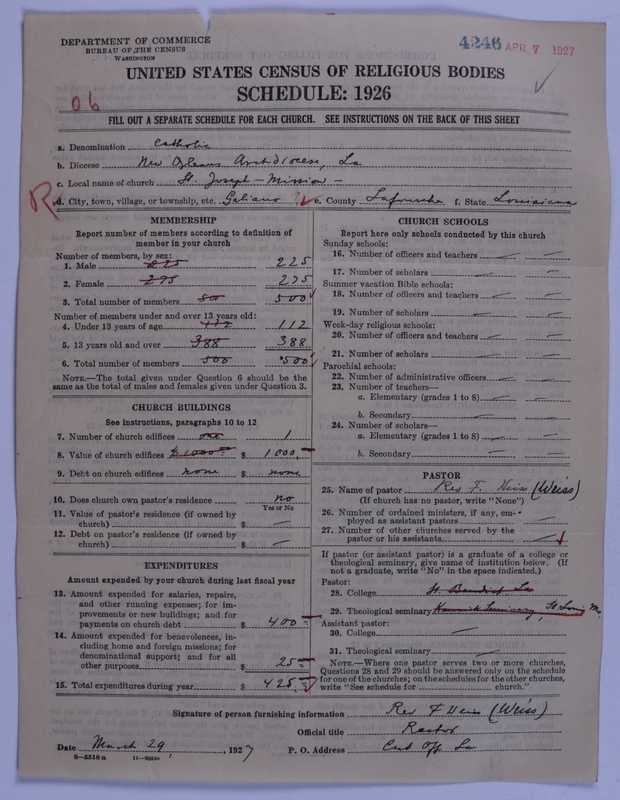 DEPARTMENT OF COMMERCE
BUREAU OF THE CENSUS
WASHINGTON
4246 APR 7 1927
UNITED STATES CENSUS OF RELIGIOUS BODIES
SCHEDULE: 1926
06
FILL OUT A SEPARATE SCHEDULE FOR EACH CHURCH. SEE INSTRUCTIONS ON THE BACK OF THIS SHEET
a. Denomination Catholic
b. Diocese New Orleans Archdiocese, La
c. Local name of church St. Joseph - Mission -
R d. City, town, village, or township, etc. Galiano e. County Lafourche f. State Louisiana
MEMBERSHIP
Report number of members according to definition of
member in your church
Number of members, by sex:
1. Male 225 225
2. Female 275 275
3. Total number of members 500 500
Number of members under and over 13 years old:
4. Under 13 years of age 112 112
5. 13 years old and over 388 388
6. Total number of members 500 500
NOTE.—The total given under Question 6 should be
same as the total of males and females given under Question 3.
CHURCH BUILDINGS
See instructions, paragraphs 10 to 12
7. Number of church edifices one 1
8. Value of church edifices $1000 $ 1000
9. Debt on church edifices none $ none
10. Does church own pastor's residence no
Yes or No
11. Value of pastor's residence (if owned by
church) $ —
12. Debt on pastor's residence (if owned by
church) $ —
EXPENDITURES
Amount expended by your church during last fiscal year
13. Amount expended for salaries, repairs,
and other running expenses; for im-
provements or new buildings; and for
payments on church debt $ 400
14. Amount expended for benevolences, in-
cluding home and foreign missions; for
denominational support; and for all
other purposes $ 25
15. Total expenditures during year $ 425
CHURCH SCHOOLS
Report here only schools conducted by this church
Sunday schools:
16. Number of officers and teachers — —
17. Number of scholars — —
Summer vacation Bible schools:
18. Number of officers and teachers — —
19. Number of scholars — —
Week-day religious schools:
20. Number of officers and teachers — —
21. Number of scholars — —
Parochial schools:
22. Number of administrative officers — —
23. Number of teachers—
a. Elementary (grades 1 to 8) — —
b. Secondary — —
24. Number of scholars—
a. Elementary (grades 1 to 8) — —
b. Secondary — —
PASTOR
25. Name of pastor Rev F. Weiss (Weiss)
(If church has no pastor, write "None")
26. Number of ordained ministers, if any, em-
ployed as assistant pastors —
27. Number of other churches served by the
pastor or his assistants —
If pastor (or assistant pastor) is a graduate of a college or
theological seminary, give name of institution below. (If
not a graduate, write "No" in the space indicated.)
Pastor:
28. College St. Benedict La
29. Theological seminary Kenrick Seminary, St. Louis Mo.
Assistant pastor:
30. College —
31. Theological seminary —
NOTE.—Where one pastor serves two or more churches,
Questions 28 and 29 should be answered only on the schedule
for one of the churches; on the schedules for the other churches,
write "See schedule for church."
Signature of person furnishing information Rev F Weiss (Weiss)
Official title Rector
Date March 29, 1927 P. O. Address Cut Off La
8—5518 a